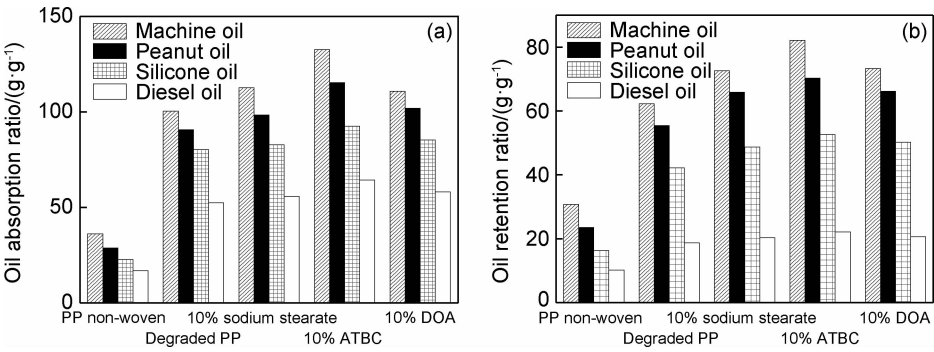 (a)
Machine oil
Peanut oil
Silicone oil
Diesel oil
Oil absorption ratio/(g·g⁻¹)
150
100
50
0
PP non-woven 10% sodium stearate 10% DOA
Degraded PP 10% ATBC
(b)
Machine oil
Peanut oil
Silicone oil
Diesel oil
Oil retention ratio/(g·g⁻¹)
80
60
40
20
0
PP non-woven 10% sodium stearate 10% DOA
Degraded PP 10% ATBC